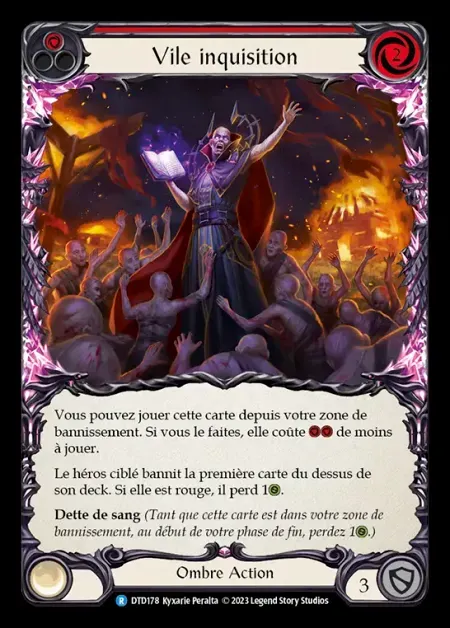 Vile inquisition
2
Vous pouvez jouer cette carte depuis votre zone de
bannissement. Si vous le faites, elle coûte de moins
à jouer.
Le héros ciblé bannit la première carte du dessus de
son deck. Si elle est rouge, il perd 1.
Dette de sang (Tant que cette carte est dans votre zone de
bannissement, au début de votre phase de fin, perdez 1.)
Ombre Action
3
R DTD178 Kyxarie Peralta © 2023 Legend Story Studios